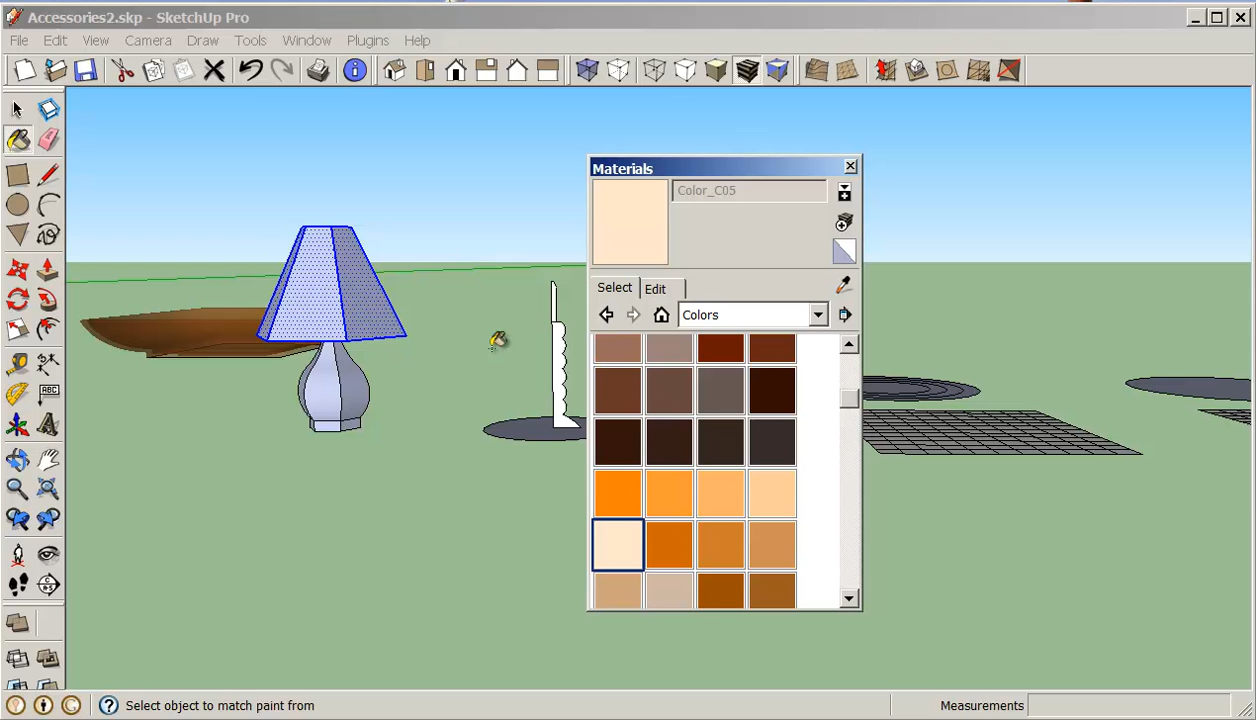 Accessories2.skp - SketchUp Pro
File Edit View Camera Draw Tools Window Plugins Help
Materials
Color_C05
Select Edit
Colors
ABC
Select object to match paint from
Measurements